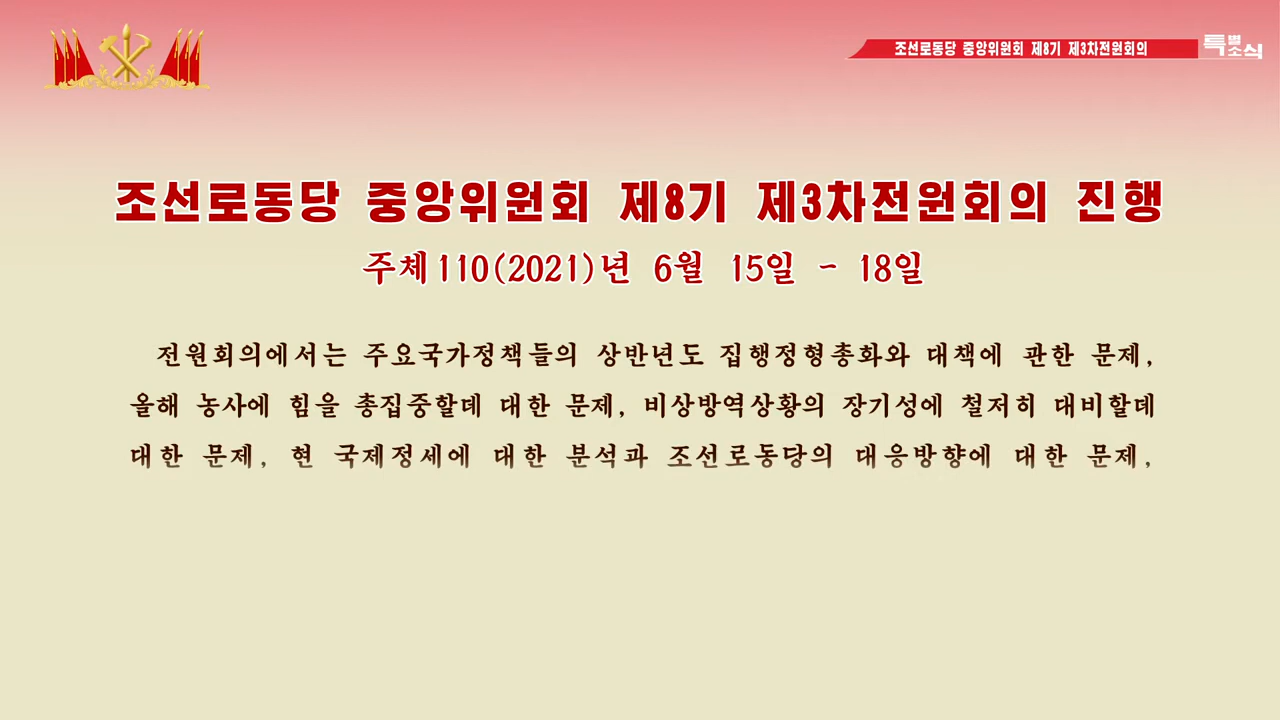 조선로동당 중앙위원회 제8기 제3차전원회의
특별소식
조선로동당 중앙위원회 제8기 제3차전원회의 진행
주체110(2021)년 6월 15일 - 18일
전원회의에서는 주요국가정책들의 상반년도 집행정형총화와 대책에 관한 문제,
올해 농사에 힘을 총집중할데 대한 문제, 비상방역상황의 장기성에 철저히 대비할데
대한 문제, 현 국제정세에 대한 분석과 조선로동당의 대응방향에 대한 문제,